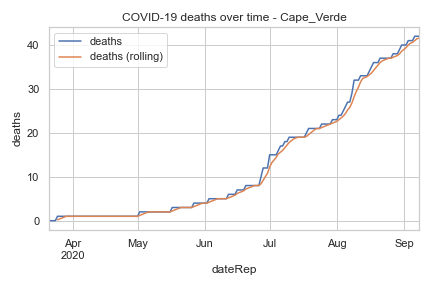 COVID-19 deaths over time - Cape_Verde
deaths
deaths (rolling)
40
30
20
10
0
deaths
Apr
2020
May
Jun
Jul
Aug
Sep
dateRep